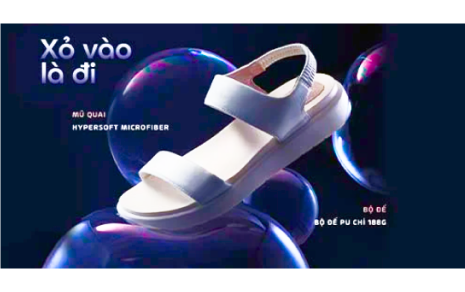 Xỏ vào
là đi
MŨ QUAI
HYPERSOFT MICROFIBER
BỘ ĐẾ
BỘ ĐẾ PU CHỈ 188G